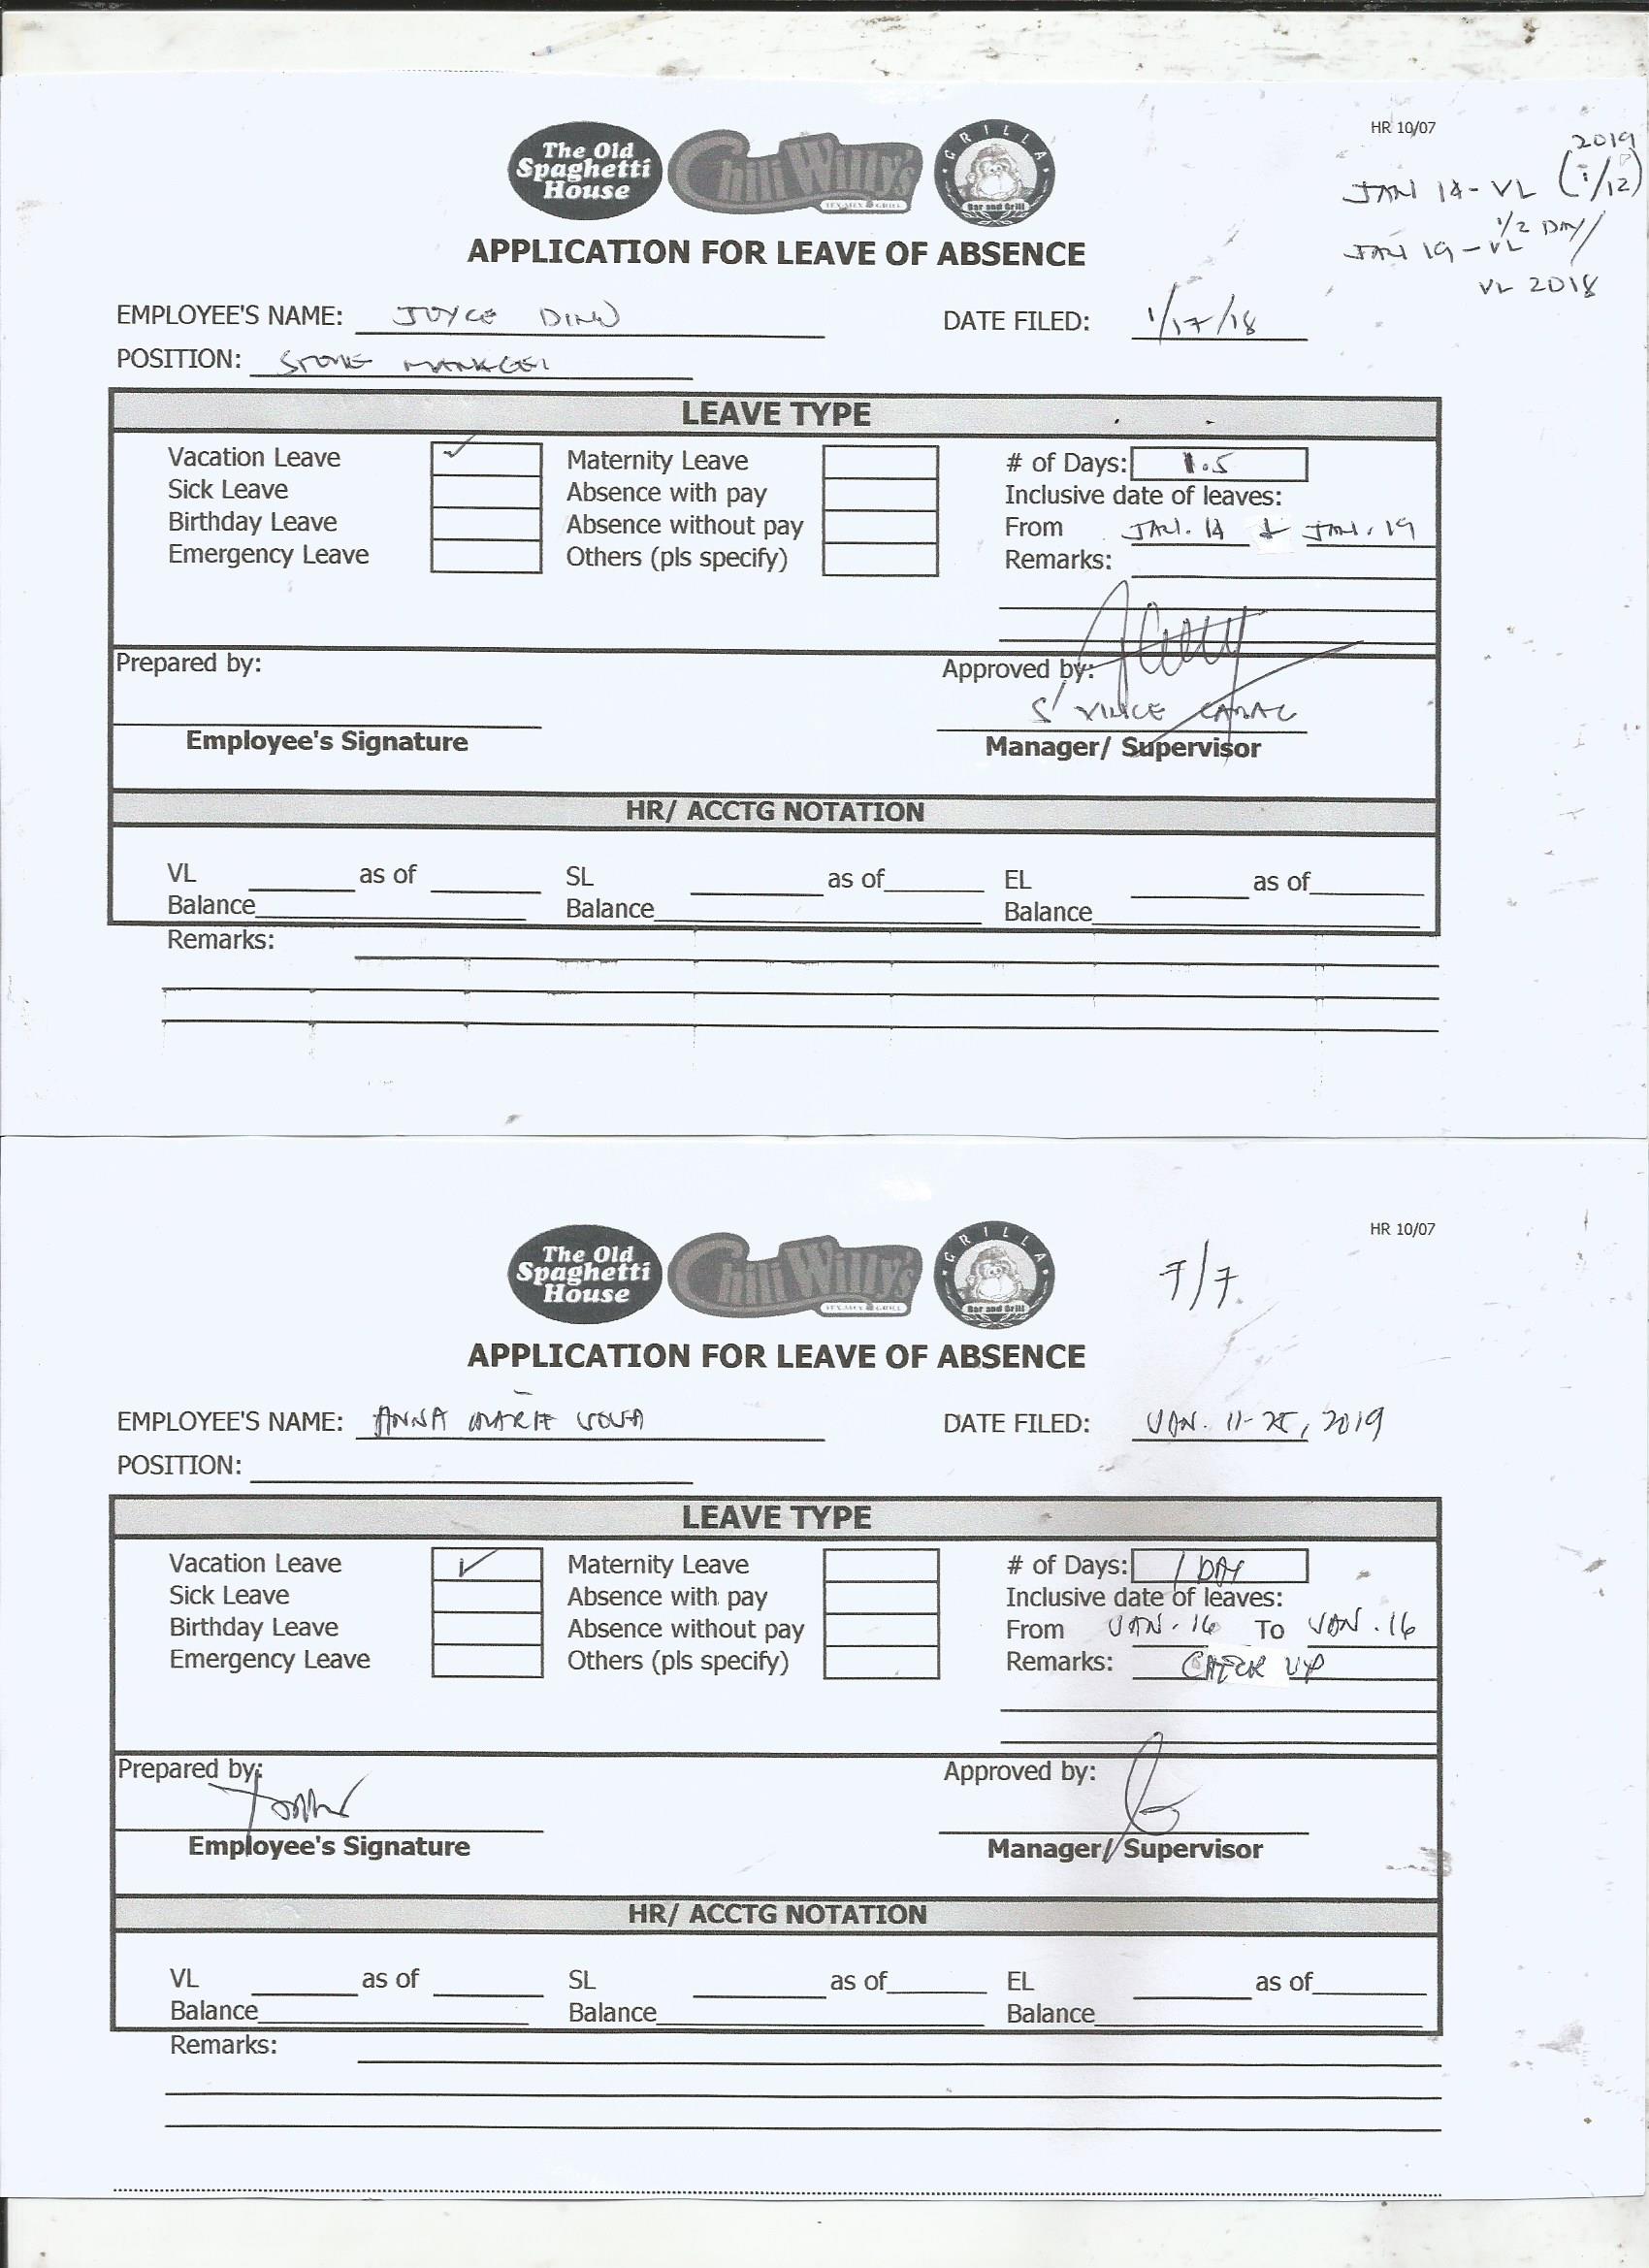 HR 10/07
2019
JAN 14 - VL (1/12)
1/2 DAY/
JAN 19 - VL
VL 2018
The Old
Spaghetti
House
Chili Willy's
TEX-MEX GRILL
GRILLA
Bar and Grill
APPLICATION FOR LEAVE OF ABSENCE
EMPLOYEE'S NAME: JOYCE DINO DATE FILED: 1/17/18
POSITION: STORE MANAGER
LEAVE TYPE
Vacation Leave ✓ Maternity Leave # of Days: 1.5
Sick Leave Absence with pay Inclusive date of leaves:
Birthday Leave Absence without pay From JAN. 14 & JAN. 19
Emergency Leave Others (pls specify) Remarks:
Prepared by: Approved by:
S' VINCE
Employee's Signature Manager/ Supervisor
HR/ ACCTG NOTATION
VL as of SL as of EL as of
Balance Balance Balance
Remarks:
HR 10/07
7/7
The Old
Spaghetti
House
Chili Willy's
TEX-MEX GRILL
GRILLA
Bar and Grill
APPLICATION FOR LEAVE OF ABSENCE
EMPLOYEE'S NAME: ANNA MARIE DATE FILED: JAN. 11-25, 2019
POSITION:
LEAVE TYPE
Vacation Leave ✓ Maternity Leave # of Days: 1 DAY
Sick Leave Absence with pay Inclusive date of leaves:
Birthday Leave Absence without pay From JAN. 16 To JAN. 16
Emergency Leave Others (pls specify) Remarks: CHECK UP
Prepared by: Approved by:
Employee's Signature Manager/ Supervisor
HR/ ACCTG NOTATION
VL as of SL as of EL as of
Balance Balance Balance
Remarks: